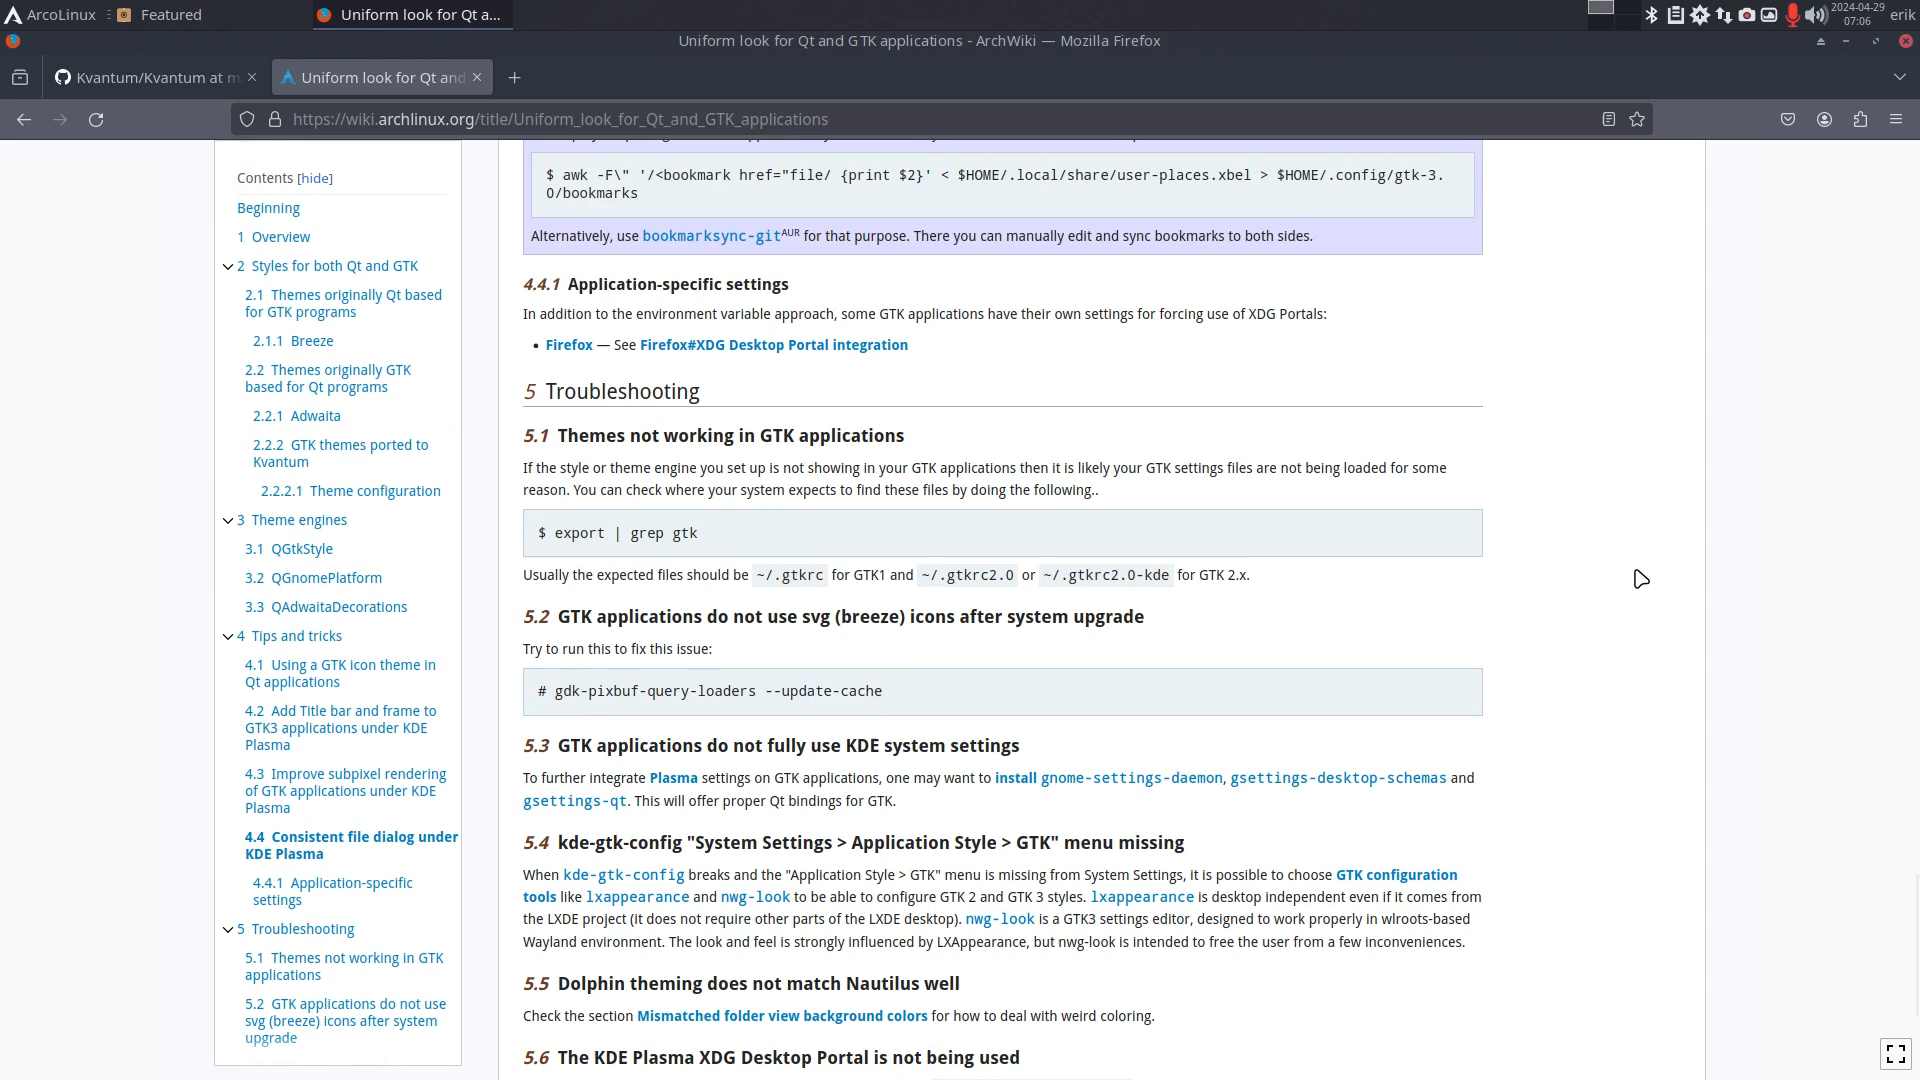 ArcoLinux
Featured
Uniform look for Qt a...
2024-04-29
07:06
erik
Uniform look for Qt and GTK applications - ArchWiki — Mozilla Firefox
Kvantum/Kvantum at m
Uniform look for Qt and
https://wiki.archlinux.org/title/Uniform_look_for_Qt_and_GTK_applications
Contents [hide]
Beginning
1 Overview
2 Styles for both Qt and GTK
2.1 Themes originally Qt based
for GTK programs
2.1.1 Breeze
2.2 Themes originally GTK
based for Qt programs
2.2.1 Adwaita
2.2.2 GTK themes ported to
Kvantum
2.2.2.1 Theme configuration
3 Theme engines
3.1 QGtkStyle
3.2 QGnomePlatform
3.3 QAdwaitaDecorations
4 Tips and tricks
4.1 Using a GTK icon theme in
Qt applications
4.2 Add Title bar and frame to
GTK3 applications under KDE
Plasma
4.3 Improve subpixel rendering
of GTK applications under KDE
Plasma
4.4 Consistent file dialog under
KDE Plasma
4.4.1 Application-specific
settings
5 Troubleshooting
5.1 Themes not working in GTK
applications
5.2 GTK applications do not use
svg (breeze) icons after system
upgrade
$ awk -F\" '/<bookmark href="file/ {print $2}' < $HOME/.local/share/user-places.xbel > $HOME/.config/gtk-3.
0/bookmarks
Alternatively, use bookmarksync-gitAUR for that purpose. There you can manually edit and sync bookmarks to both sides.
4.4.1 Application-specific settings
In addition to the environment variable approach, some GTK applications have their own settings for forcing use of XDG Portals:
• Firefox — See Firefox#XDG Desktop Portal integration
5 Troubleshooting
5.1 Themes not working in GTK applications
If the style or theme engine you set up is not showing in your GTK applications then it is likely your GTK settings files are not being loaded for some
reason. You can check where your system expects to find these files by doing the following..
$ export | grep gtk
Usually the expected files should be ~/.gtkrc for GTK1 and ~/.gtkrc2.0 or ~/.gtkrc2.0-kde for GTK 2.x.
5.2 GTK applications do not use svg (breeze) icons after system upgrade
Try to run this to fix this issue:
# gdk-pixbuf-query-loaders --update-cache
5.3 GTK applications do not fully use KDE system settings
To further integrate Plasma settings on GTK applications, one may want to install gnome-settings-daemon, gsettings-desktop-schemas and
gsettings-qt. This will offer proper Qt bindings for GTK.
5.4 kde-gtk-config "System Settings > Application Style > GTK" menu missing
When kde-gtk-config breaks and the "Application Style > GTK" menu is missing from System Settings, it is possible to choose GTK configuration
tools like lxappearance and nwg-look to be able to configure GTK 2 and GTK 3 styles. lxappearance is desktop independent even if it comes from
the LXDE project (it does not require other parts of the LXDE desktop). nwg-look is a GTK3 settings editor, designed to work properly in wlroots-based
Wayland environment. The look and feel is strongly influenced by LXAppearance, but nwg-look is intended to free the user from a few inconveniences.
5.5 Dolphin theming does not match Nautilus well
Check the section Mismatched folder view background colors for how to deal with weird coloring.
5.6 The KDE Plasma XDG Desktop Portal is not being used